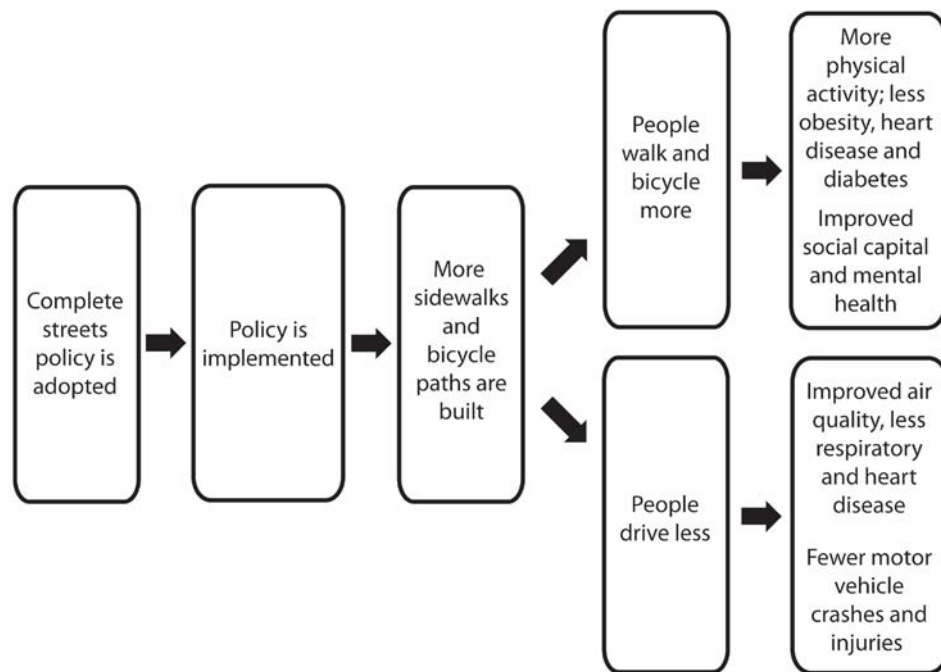 Complete
streets
policy is
adopted
Policy is
implemented
More
sidewalks
and
bicycle
paths are
built
People
walk and
bicycle
more
More
physical
activity; less
obesity, heart
disease and
diabetes
Improved
social capital
and mental
health
People
drive less
Improved air
quality, less
respiratory
and heart
disease
Fewer motor
vehicle
crashes and
injuries